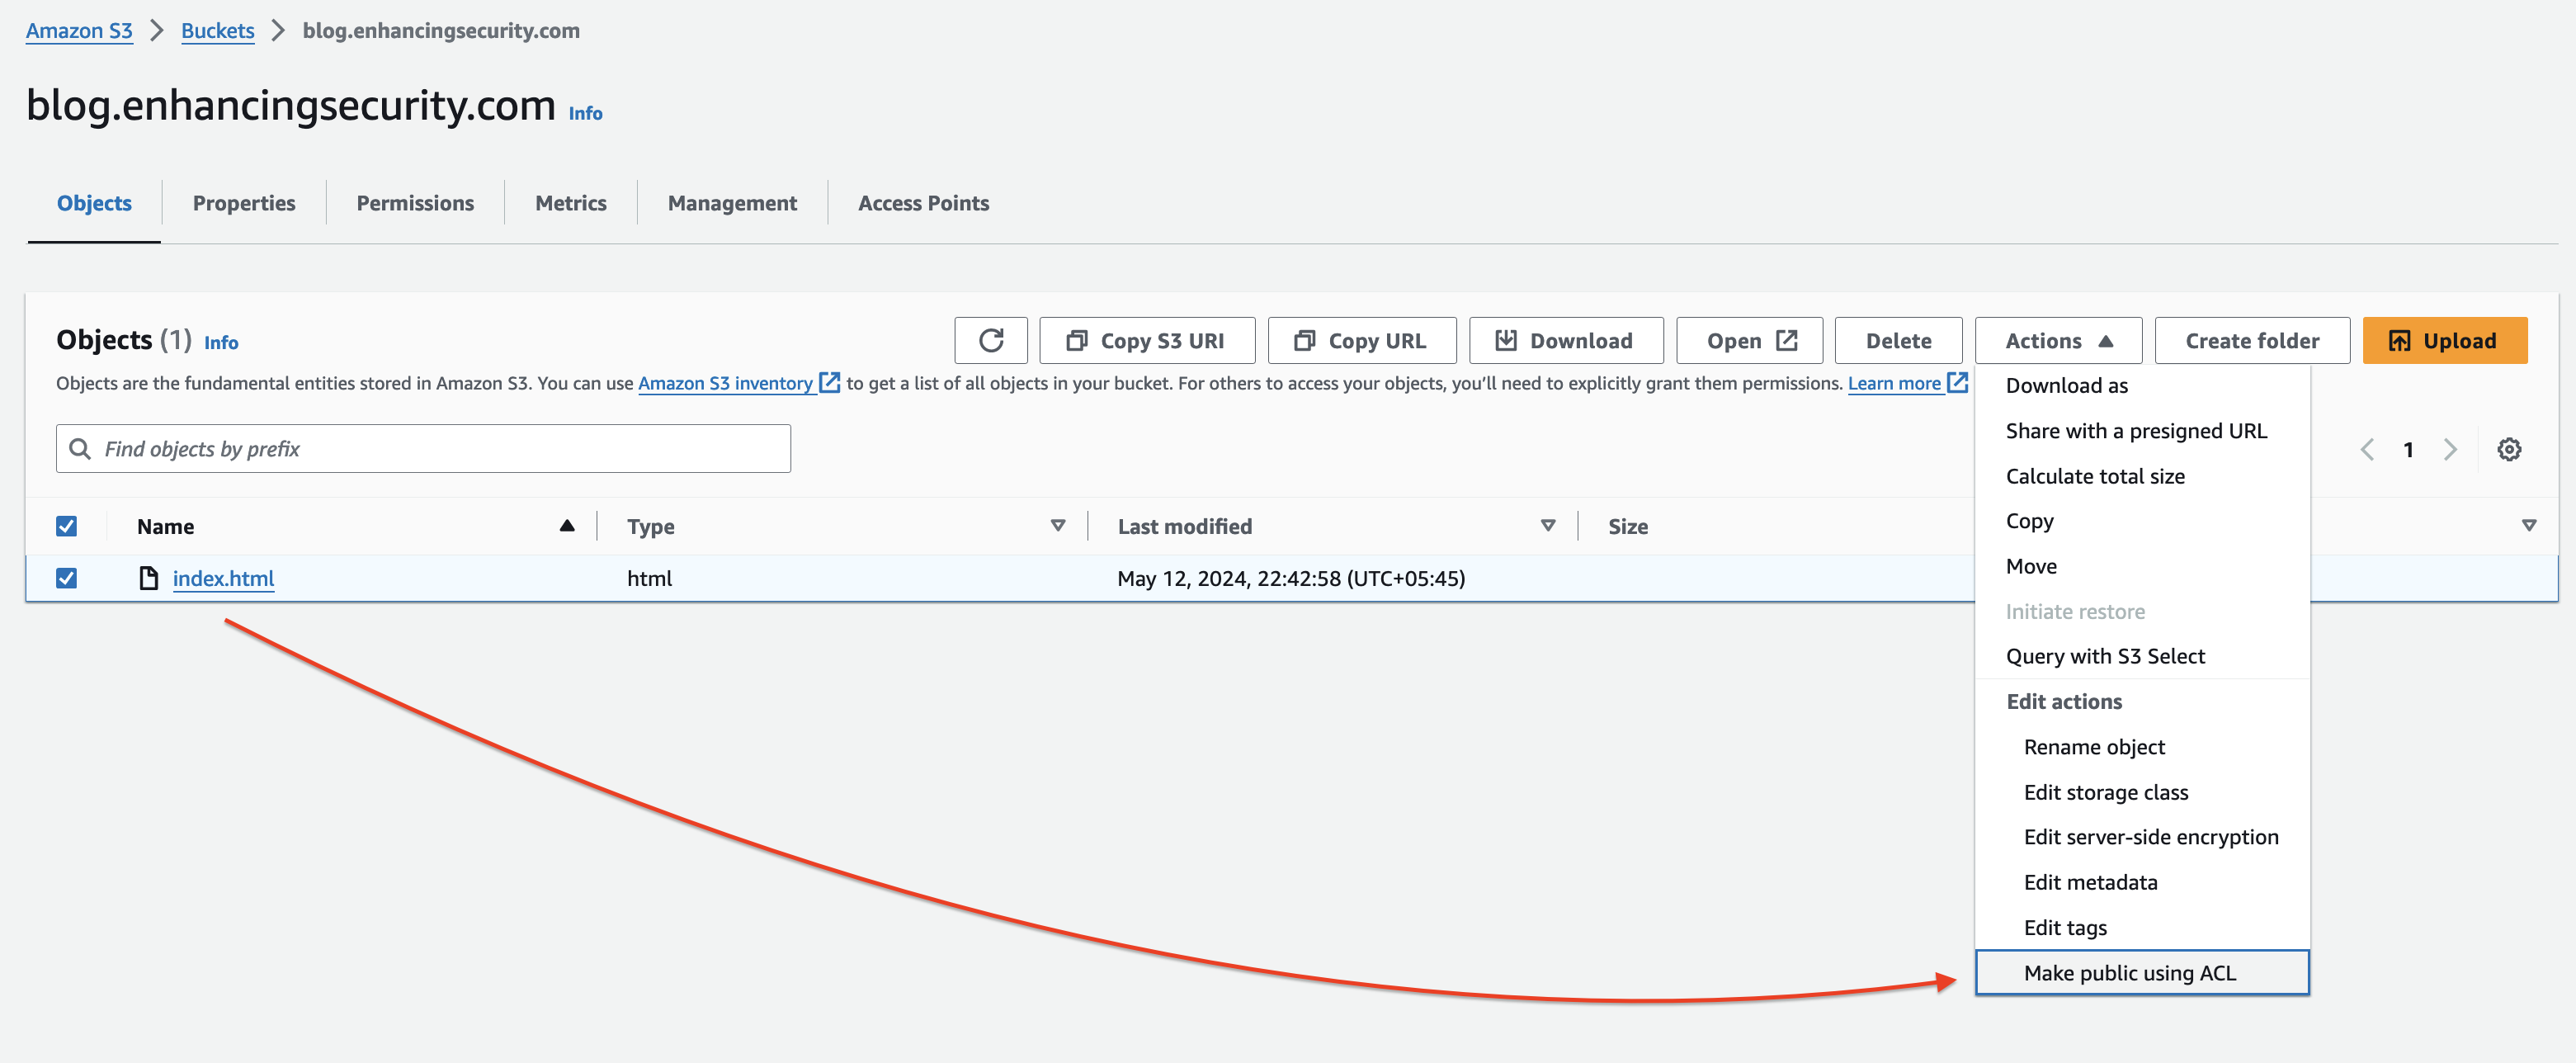 Amazon S3 > Buckets > blog.enhancingsecurity.com
blog.enhancingsecurity.com Info
Objects Properties Permissions Metrics Management Access Points
Objects (1) Info
Copy S3 URI Copy URL Download Open Delete Actions Create folder Upload
Objects are the fundamental entities stored in Amazon S3. You can use Amazon S3 inventory to get a list of all objects in your bucket. For others to access your objects, you'll need to explicitly grant them permissions. Learn more
Find objects by prefix
1
Name Type Last modified Size
index.html html May 12, 2024, 22:42:58 (UTC+05:45)
Download as
Share with a presigned URL
Calculate total size
Copy
Move
Initiate restore
Query with S3 Select
Edit actions
Rename object
Edit storage class
Edit server-side encryption
Edit metadata
Edit tags
Make public using ACL